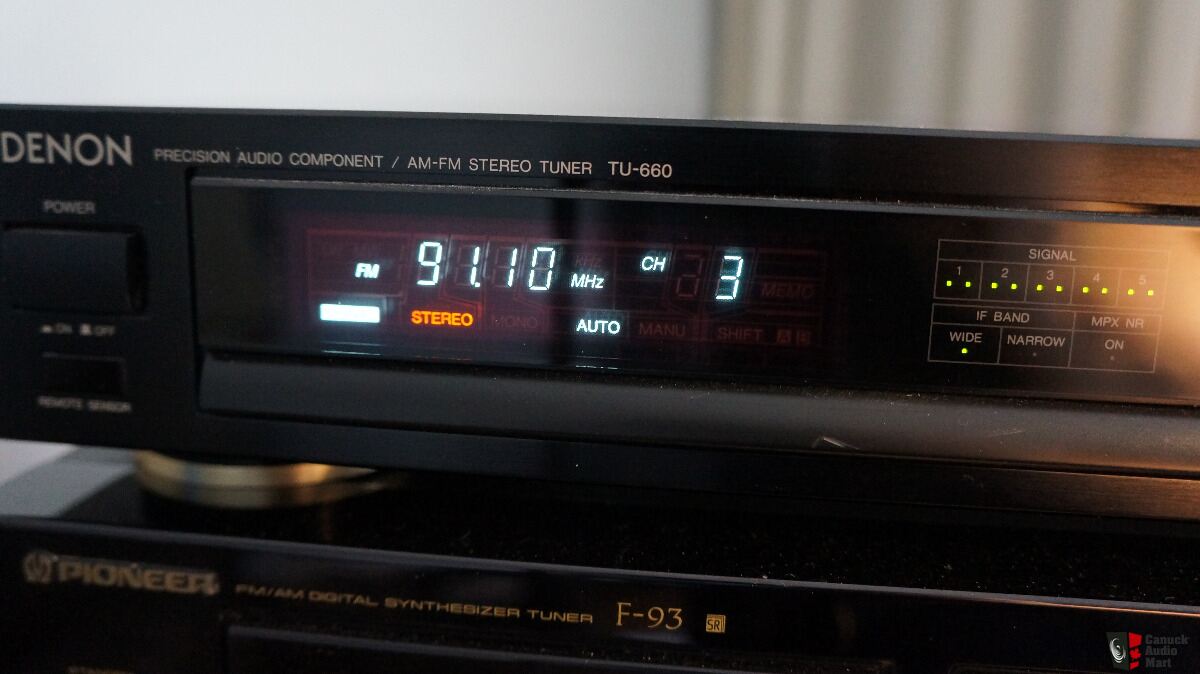 DENON
PRECISION AUDIO COMPONENT / AM-FM STEREO TUNER TU-660
POWER
ON OFF
REMOTE SENSOR
FM 91.10 MHz CH 3
MEMO
STEREO MONO AUTO MANU SHIFT A B
SIGNAL
1 2 3 4 5
IF BAND MPX NR
WIDE NARROW ON
PIONEER
FM/AM DIGITAL SYNTHESIZER TUNER F-93 SR
Canuck
Audio
Mart